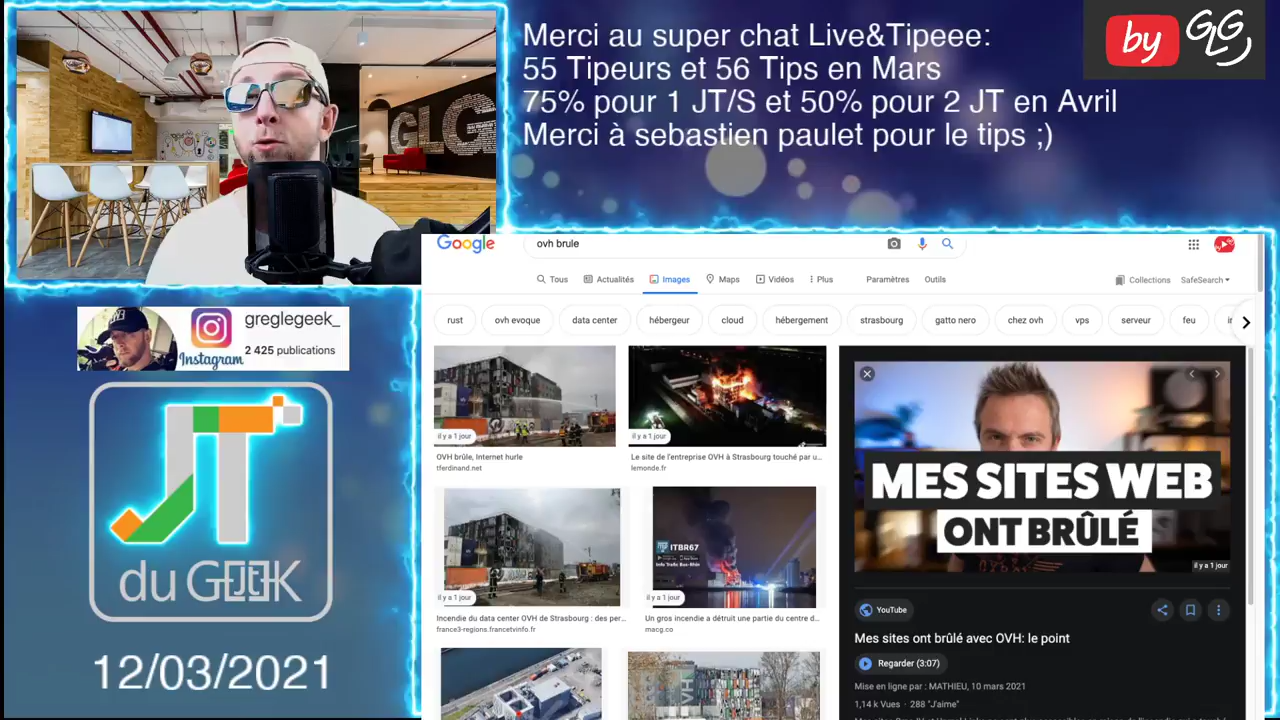 Merci au super chat Live&Tipeee:
55 Tipeurs et 56 Tips en Mars
75% pour 1 JT/S et 50% pour 2 JT en Avril
Merci à sebastien paulet pour le tips ;)
by GLG
GLG
greglegeek_
2 425 publications
Instagram
JT
du GEEK
12/03/2021
Google
ovh brule
Tous
Actualités
Images
Maps
Vidéos
Plus
Paramètres
Outils
Collections
SafeSearch
rust
ovh evoque
data center
hébergeur
cloud
hébergement
strasbourg
gatto nero
chez ovh
vps
serveur
feu
il y a 1 jour
il y a 1 jour
OVH brûle, Internet hurle
tferdinand.net
Le site de l'entreprise OVH à Strasbourg touché par u...
lemonde.fr
ITBR67
Info Trafic Bas-Rhin
il y a 1 jour
il y a 1 jour
Incendie du data center OVH de Strasbourg : des per...
france3-regions.francetvinfo.fr
Un gros incendie a détruit une partie du centre d...
macg.co
OVH
MES SITES WEB
ONT BRÛLÉ
il y a 1 jour
YouTube
Mes sites ont brûlé avec OVH: le point
Regarder (3:07)
Mise en ligne par : MATHIEU, 10 mars 2021
1,14 k Vues · 288 "J'aime"